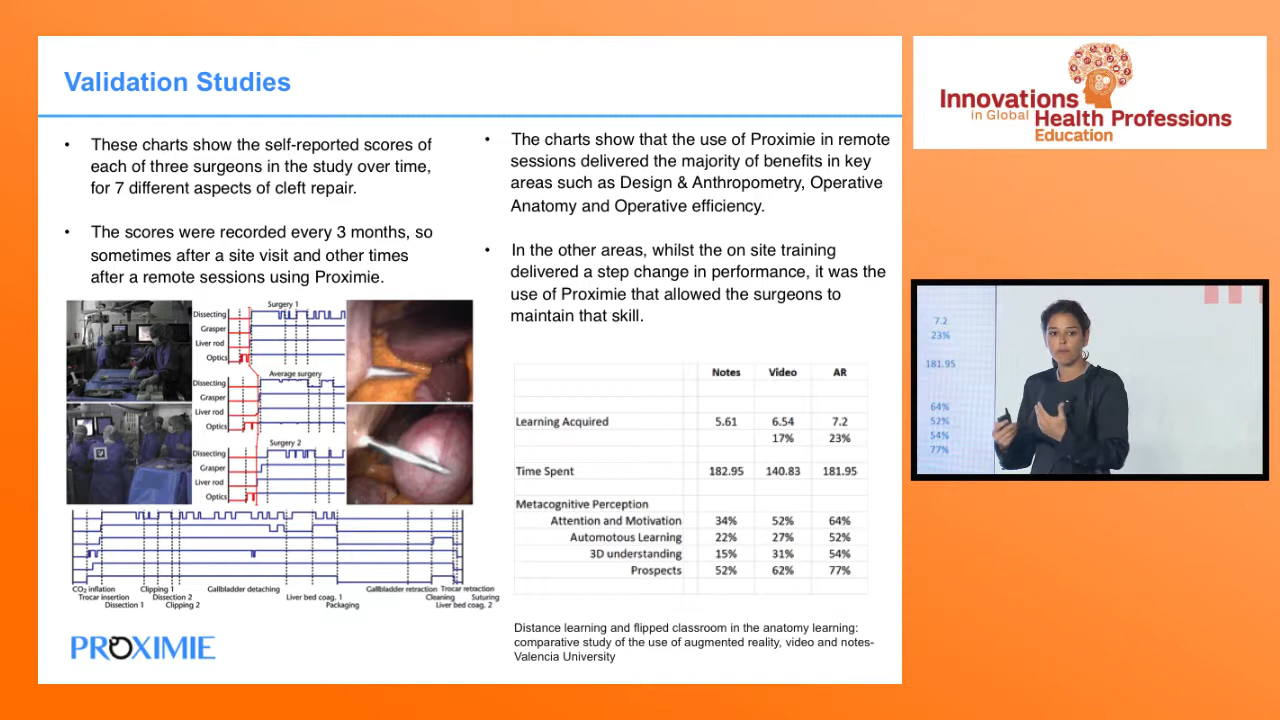 Validation Studies
• These charts show the self-reported scores of
each of three surgeons in the study over time,
for 7 different aspects of cleft repair.
• The scores were recorded every 3 months, so
sometimes after a site visit and other times
after a remote sessions using Proximie.
Surgery 1
Dissecting
Grasper
Liver rod
Optics
Average surgery
Dissecting
Grasper
Liver rod
Optics
Surgery 2
Dissecting
Grasper
Liver rod
Optics
CO2 inflation Clipping 1 Gallbladder detaching Gallbladder retraction Trocar retraction
Trocar insertion Dissection 2 Liver bed coag. 1 Cleaning Suturing
Dissection 1 Clipping 2 Packaging Liver bed coag. 2
PROXIMIE
• The charts show that the use of Proximie in remote
sessions delivered the majority of benefits in key
areas such as Design & Anthropometry, Operative
Anatomy and Operative efficiency.
• In the other areas, whilst the on site training
delivered a step change in performance, it was the
use of Proximie that allowed the surgeons to
maintain that skill.
Notes Video AR
Learning Acquired 5.61 6.54 7.2
17% 23%
Time Spent 182.95 140.83 181.95
Metacognitive Perception
Attention and Motivation 34% 52% 64%
Automotous Learning 22% 27% 52%
3D understanding 15% 31% 54%
Prospects 52% 62% 77%
Distance learning and flipped classroom in the anatomy learning:
comparative study of the use of augmented reality, video and notes-
Valencia University
Innovations
in Global Health Professions
Education
7.2
23%
181.95
64%
52%
54%
77%